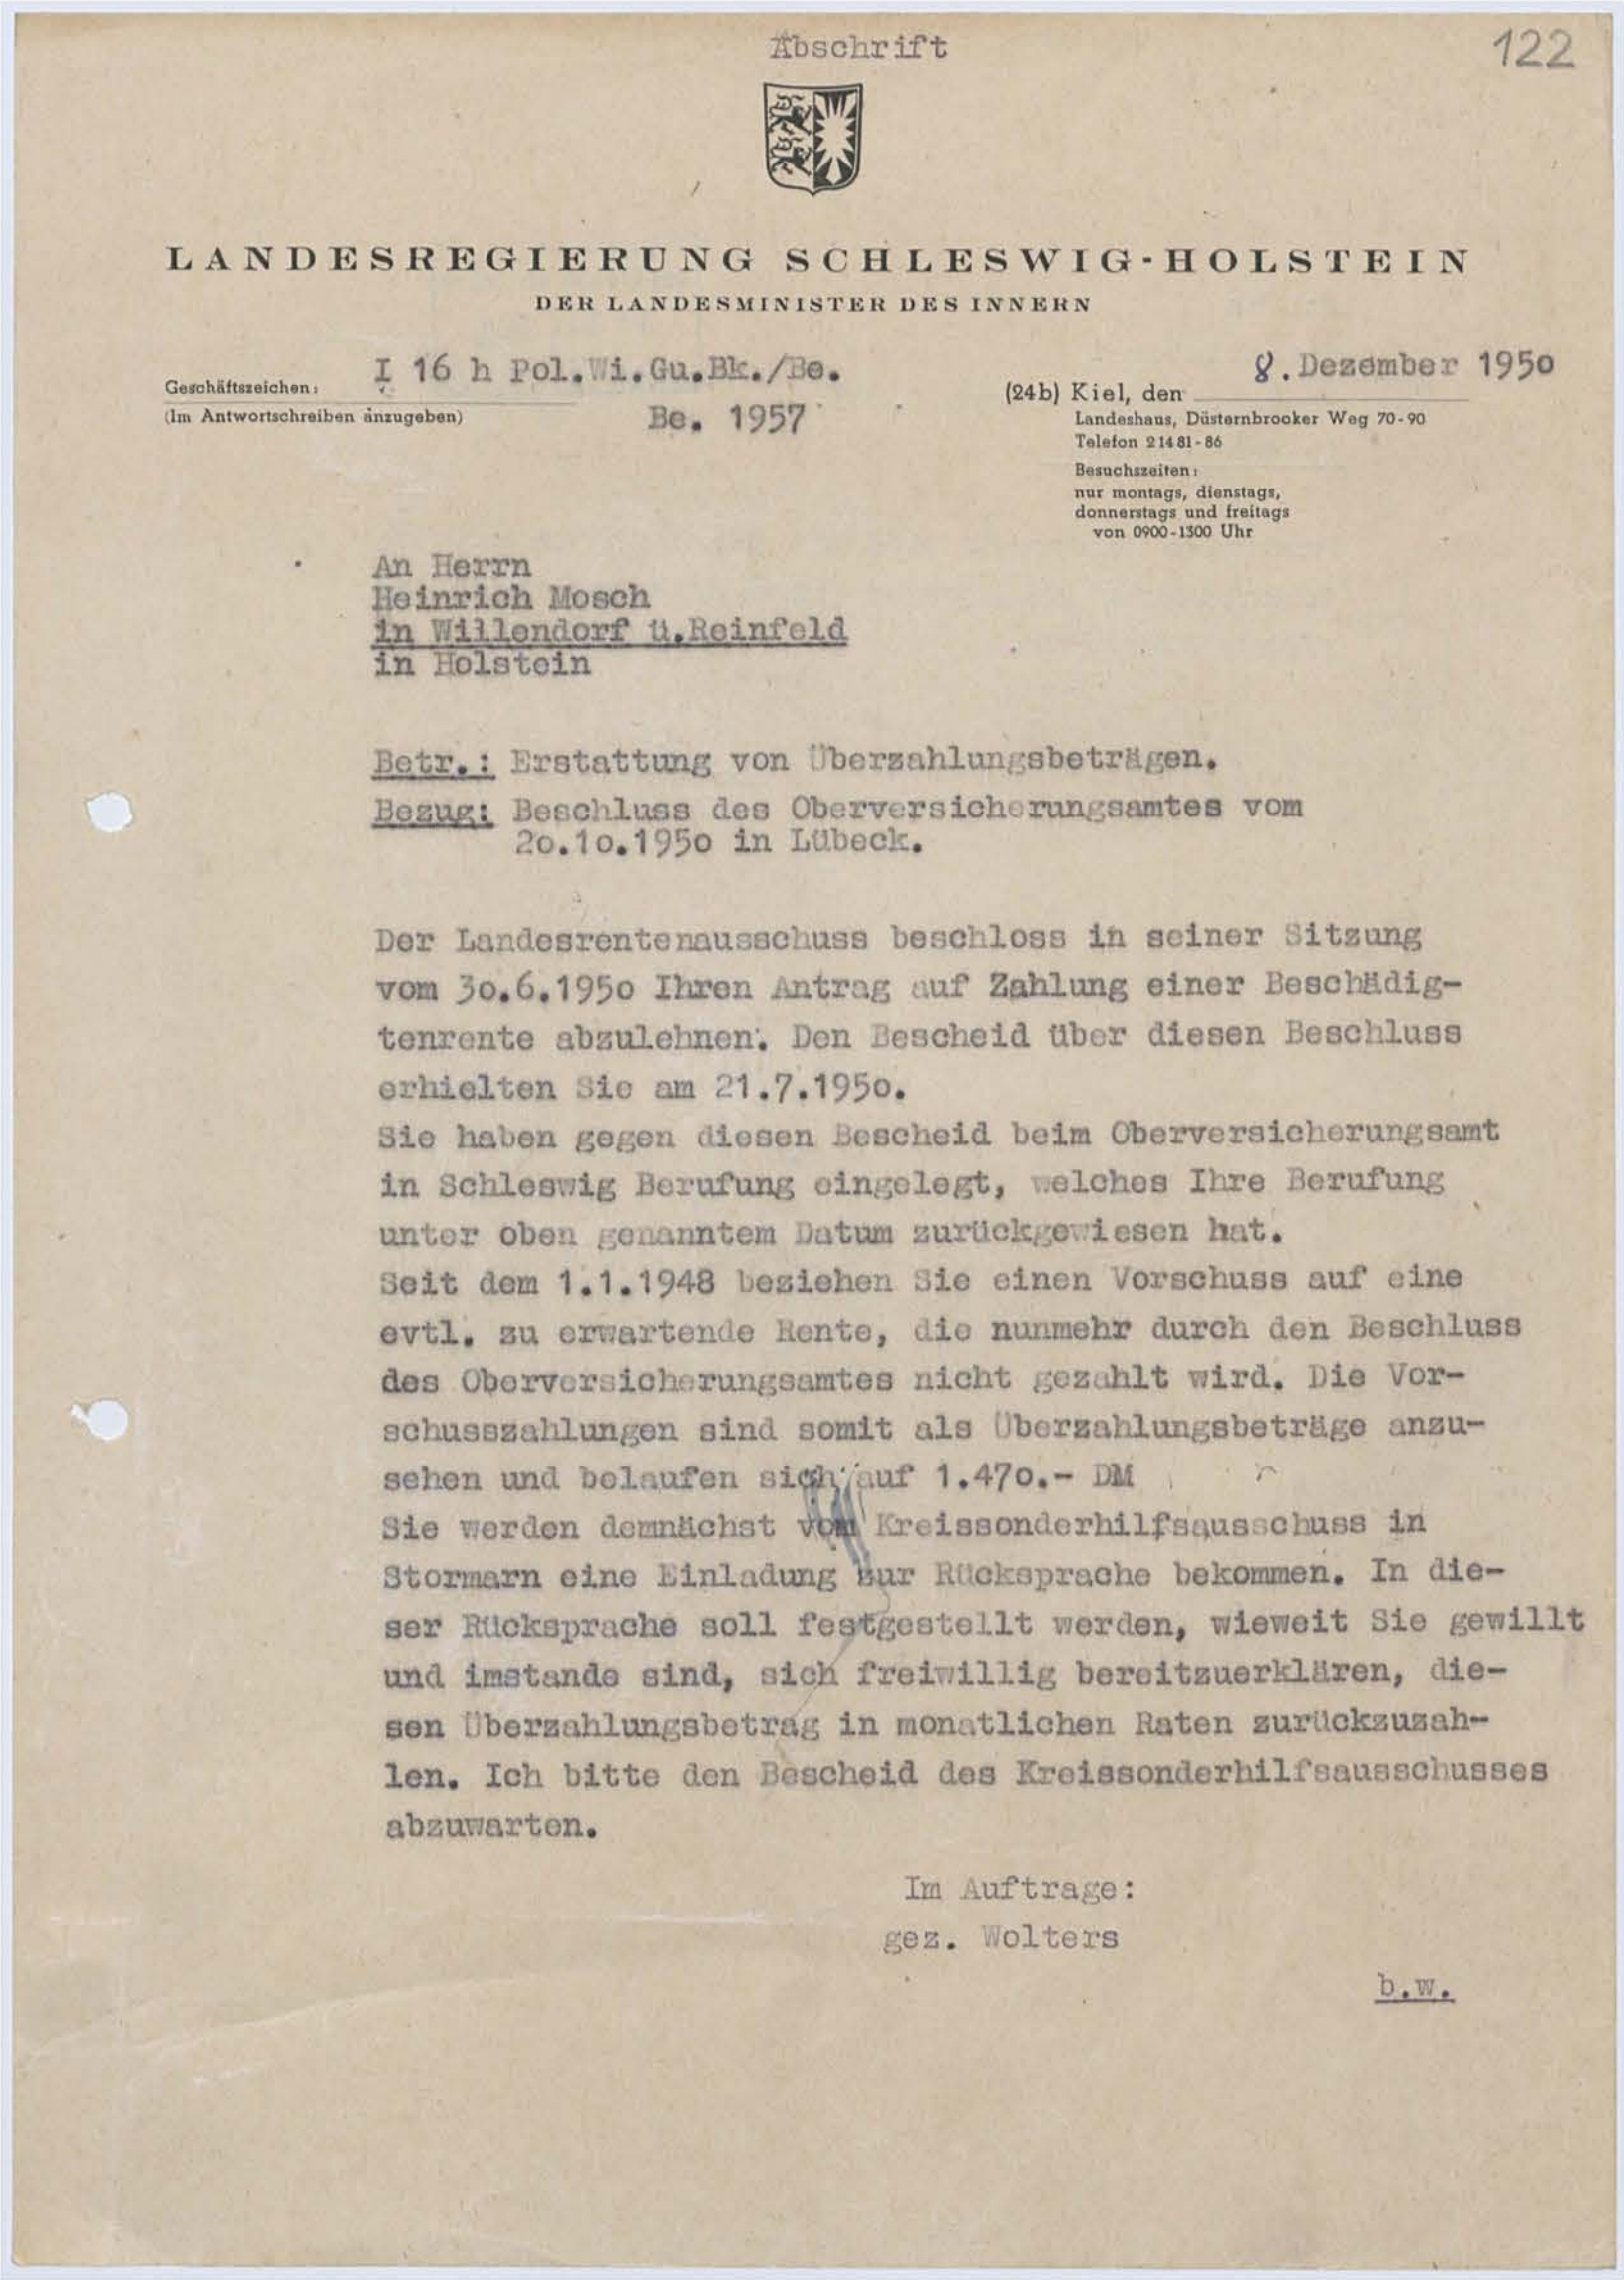 Abschrift
122
LANDESREGIERUNG SCHLESWIG-HOLSTEIN
DER LANDESMINISTER DES INNERN
Geschäftszeichen: I 16 h Pol.Wi.Gu.Bk./Be.
(Im Antwortschreiben anzugeben) Be. 1957
8. Dezember 1950
(24b) Kiel, den
Landeshaus, Düsternbrooker Weg 70-90
Telefon 21481-86
Besuchszeiten:
nur montags, dienstags,
donnerstags und freitags
von 0900-1300 Uhr
An Herrn
Heinrich Mosch
in Willendorf ü.Reinfeld
in Holstein
Betr.: Erstattung von Überzahlungsbeträgen.
Bezug: Beschluss des Oberversicherungsamtes vom
20.10.1950 in Lübeck.
Der Landesrentenausschuss beschloss in seiner Sitzung
vom 30.6.1950 Ihren Antrag auf Zahlung einer Beschädig-
tenrente abzulehnen. Den Bescheid über diesen Beschluss
erhielten Sie am 21.7.1950.
Sie haben gegen diesen Bescheid beim Oberversicherungsamt
in Schleswig Berufung eingelegt, welches Ihre Berufung
unter oben genanntem Datum zurückgewiesen hat.
Seit dem 1.1.1948 beziehen Sie einen Vorschuss auf eine
evtl. zu erwartende Rente, die nunmehr durch den Beschluss
des Oberversicherungsamtes nicht gezahlt wird. Die Vor-
schusszahlungen sind somit als Überzahlungsbeträge anzu-
sehen und belaufen sich auf 1.470.- DM
Sie werden demnächst vom Kreissonderhilfsausschuss in
Stormarn eine Einladung zur Rücksprache bekommen. In die-
ser Rücksprache soll festgestellt werden, wieweit Sie gewillt
und imstande sind, sich freiwillig bereitzuerklären, die-
sen Überzahlungsbetrag in monatlichen Raten zurückzuzah-
len. Ich bitte den Bescheid des Kreissonderhilfsausschusses
abzuwarten.
Im Auftrage:
gez. Wolters
b.w.